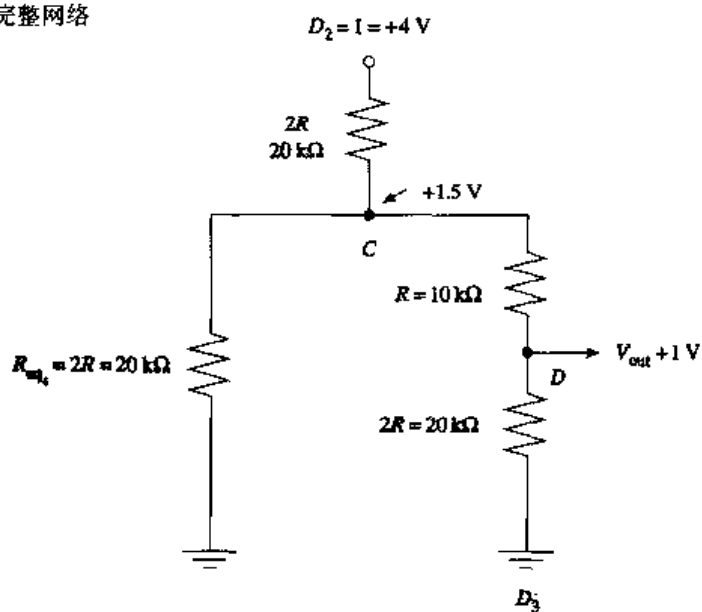 完整网络
D₂ = 1 = +4 V
2R
20 kΩ
+1.5 V
C
R = 10 kΩ
V_out +1 V
D
2R = 20 kΩ
= 2R = 20 kΩ
D₃